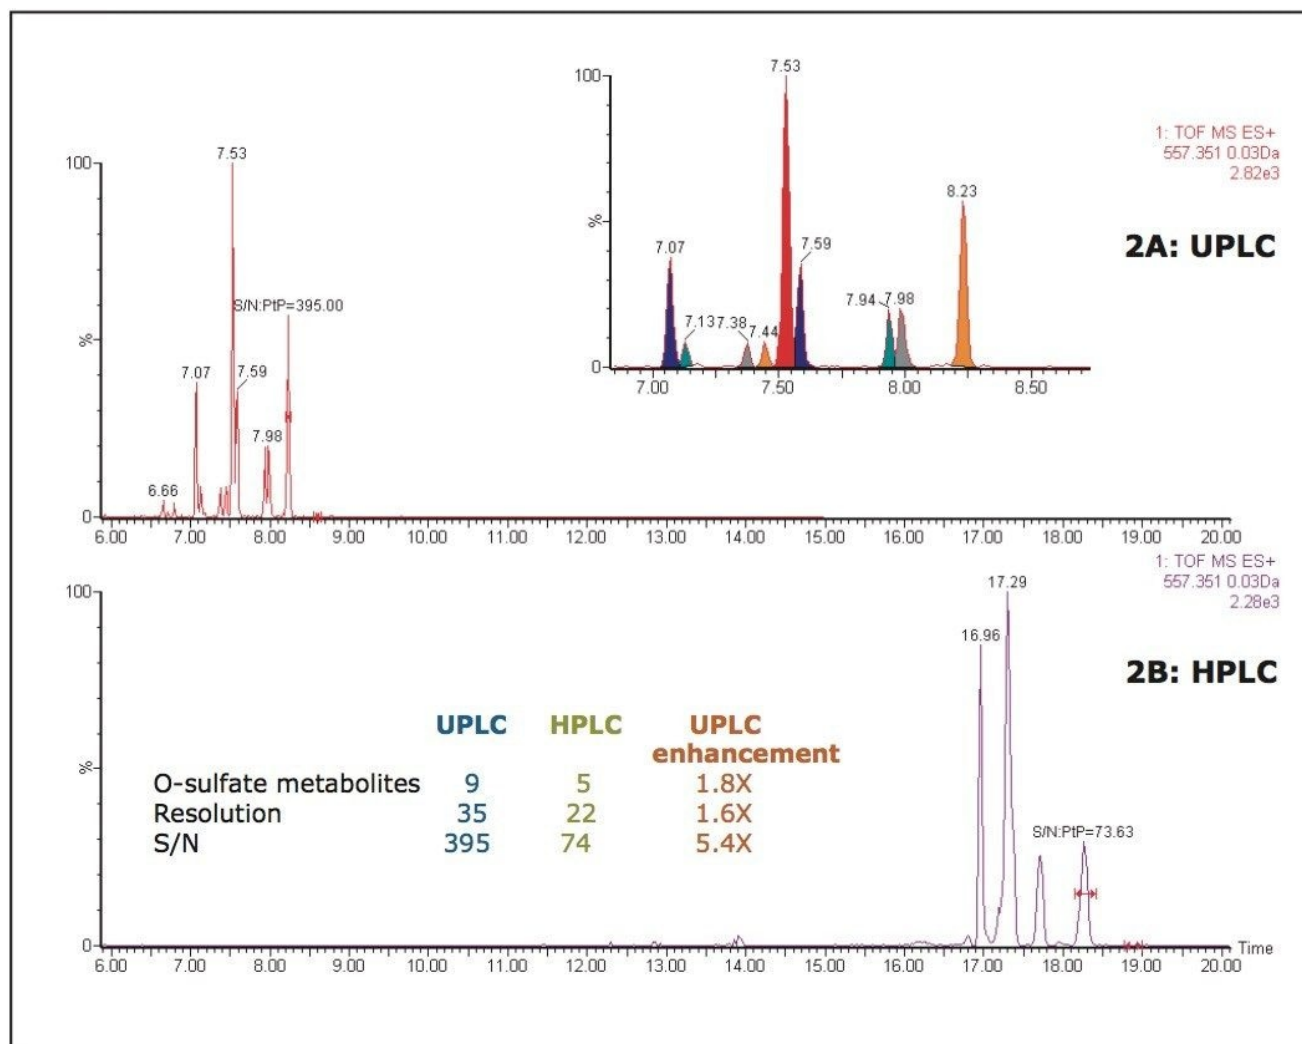 100
7.53
1: TOF MS ES+
557.351 0.03Da
2.82e3
2A: UPLC
8.23
7.07
7.59
7.13
7.38
7.44
7.94
7.98
%
0
7.00 7.50 8.00 8.50
100
7.53
S/N:PtP=395.00
%
7.07
7.59
7.98
6.66
0
6.00 7.00 8.00 9.00 10.00 11.00 12.00 13.00 14.00 15.00 16.00 17.00 18.00 19.00 20.00
1: TOF MS ES+
557.351 0.03Da
2.28e3
2B: HPLC
100
17.29
16.96
S/N:PtP=73.63
%
UPLC HPLC UPLC
enhancement
O-sulfate metabolites 9 5 1.8X
Resolution 35 22 1.6X
S/N 395 74 5.4X
0
Time
6.00 7.00 8.00 9.00 10.00 11.00 12.00 13.00 14.00 15.00 16.00 17.00 18.00 19.00 20.00